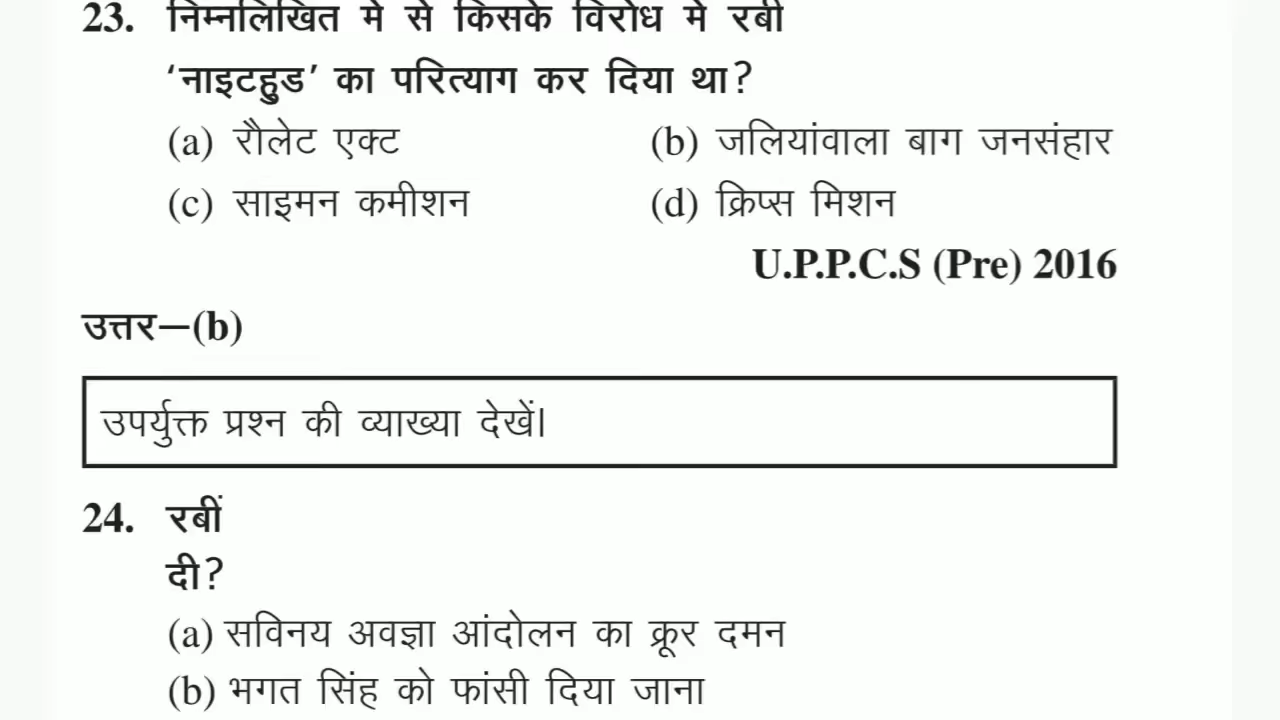 23. निम्नलिखित में से किसके विरोध में रबीं
‘नाइटहुड’ का परित्याग कर दिया था?
(a) रौलेट एक्ट (b) जलियांवाला बाग जनसंहार
(c) साइमन कमीशन (d) क्रिप्स मिशन
U.P.P.C.S (Pre) 2016
उत्तर—(b)
उपर्युक्त प्रश्न की व्याख्या देखें।
24. रबीं
दी?
(a) सविनय अवज्ञा आंदोलन का क्रूर दमन
(b) भगत सिंह को फांसी दिया जाना